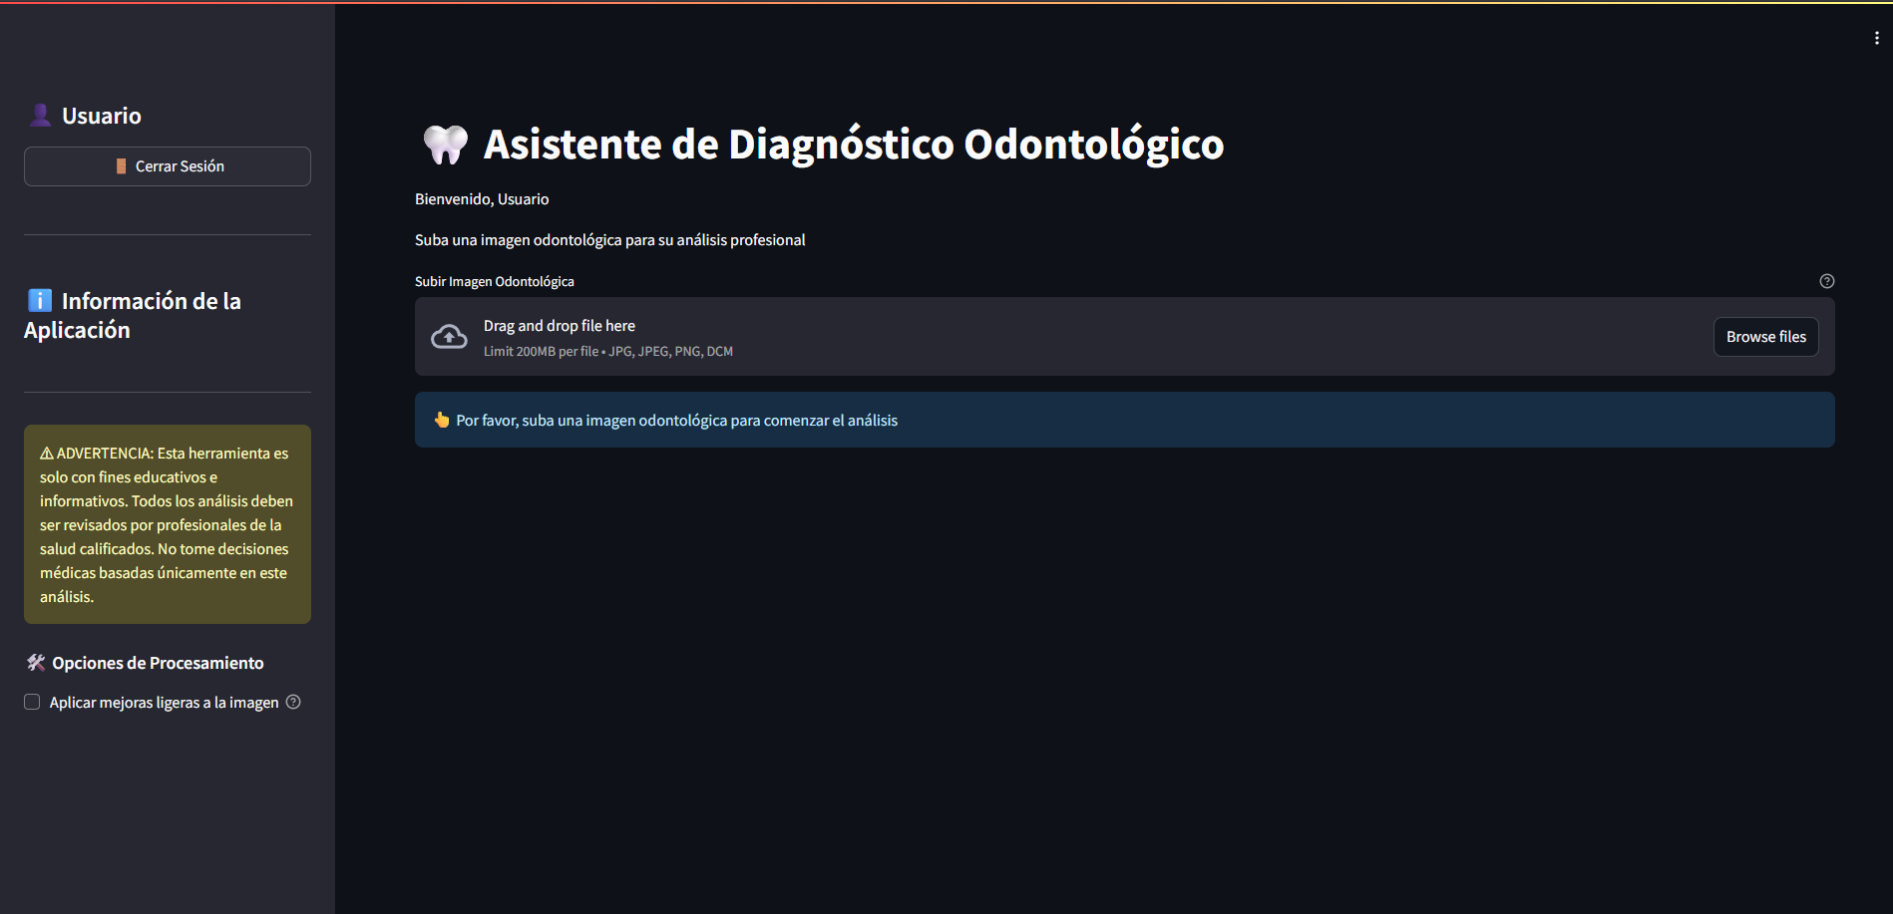 Usuario
Cerrar Sesión
Información de la
Aplicación
⚠ ADVERTENCIA: Esta herramienta es
solo con fines educativos e
informativos. Todos los análisis deben
ser revisados por profesionales de la
salud calificados. No tome decisiones
médicas basadas únicamente en este
análisis.
Opciones de Procesamiento
Aplicar mejoras ligeras a la imagen
Asistente de Diagnóstico Odontológico
Bienvenido, Usuario
Suba una imagen odontológica para su análisis profesional
Subir Imagen Odontológica
Drag and drop file here
Limit 200MB per file • JPG, JPEG, PNG, DCM
Browse files
Por favor, suba una imagen odontológica para comenzar el análisis